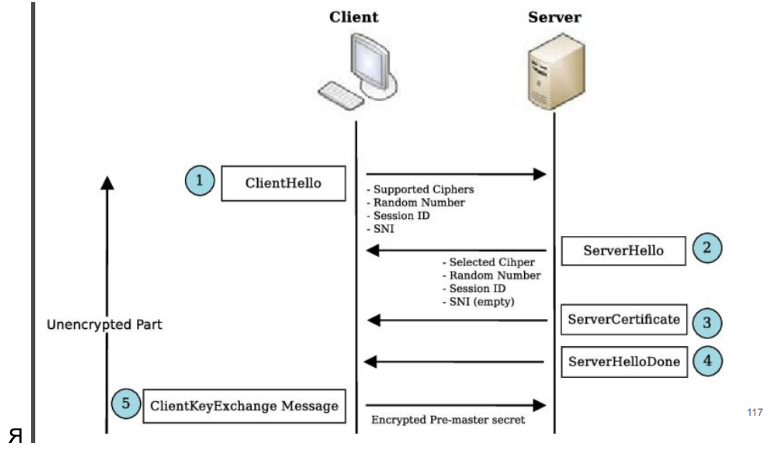 Client
Server
1
ClientHello
- Supported Ciphers
- Random Number
- Session ID
- SNI
ServerHello
2
- Selected Cihper
- Random Number
- Session ID
- SNI (empty)
Unencrypted Part
ServerCertificate
3
ServerHelloDone
4
5
ClientKeyExchange Message
Encrypted Pre-master secret
117
Я